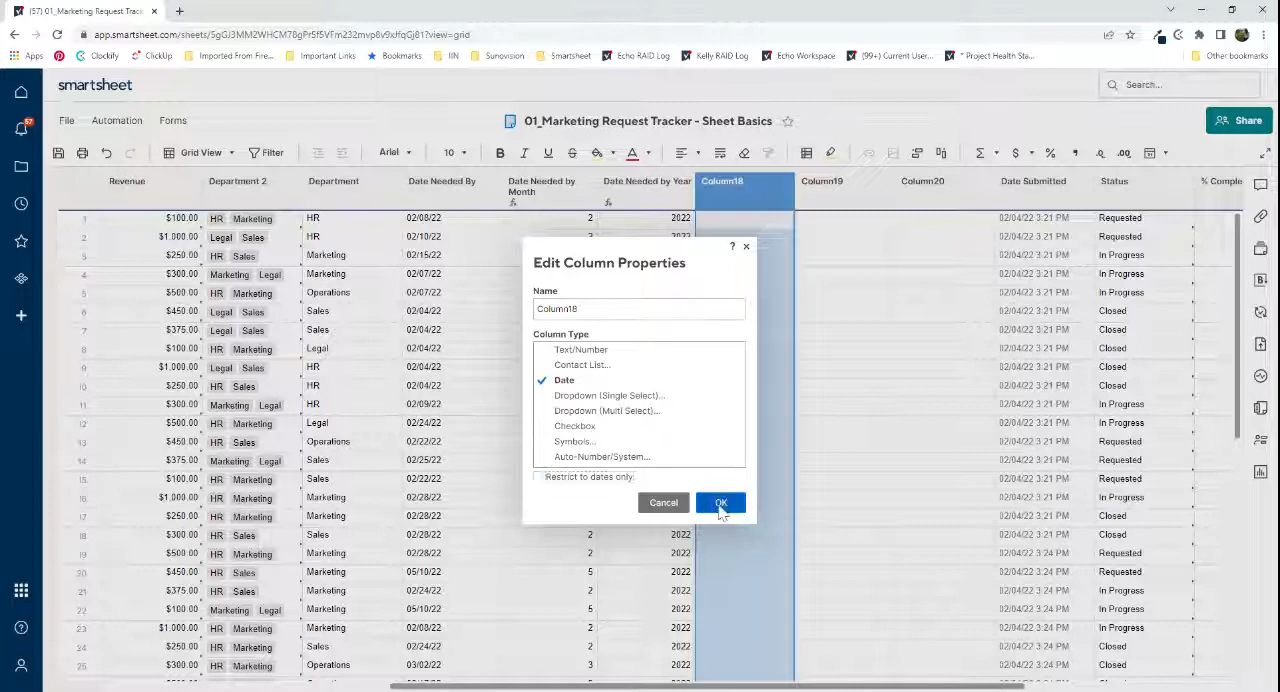 (57) 01_Marketing Request Tracker -
app.smartsheet.com/sheets/5gGJ3MM2WHCM78gPr5f5VFm232mvp8v9xJfqGj81?view=grid
Apps Clockify ClickUp Imported From Fire... Important Links Bookmarks IIN Sunovision Smartsheet Echo RAID Log Kelly RAID Log Echo Workspace (99+) Current User... * Project Health Sta... Other bookmarks
smartsheet
Search...
File Automation Forms
01_Marketing Request Tracker - Sheet Basics
Share
57
Grid View Filter Arial 10 B I U S A Σ $ % .0 .00
Revenue Department 2 Department Date Needed By Date Needed by Month Date Needed by Year Column18 Column19 Column20 Date Submitted Status % Comple
fx fx
1 $100.00 HR Marketing HR 02/08/22 2 2022 02/04/22 3:21 PM Requested
2 $1,000.00 Legal Sales HR 02/10/22 02/04/22 3:21 PM Requested
3 $250.00 HR Sales Marketing 02/15/22 02/04/22 3:21 PM In Progress
4 $300.00 Marketing Legal Marketing 02/07/22 02/04/22 3:21 PM In Progress
5 $500.00 HR Marketing Operations 02/07/22 02/04/22 3:21 PM In Progress
6 $450.00 Legal Sales Sales 02/04/22 02/04/22 3:21 PM Closed
7 $375.00 Legal Sales Sales 02/04/22 02/04/22 3:21 PM Closed
8 $100.00 HR Marketing Legal 02/04/22 02/04/22 3:21 PM Closed
9 $1,000.00 Legal Sales HR 02/04/22 02/04/22 3:21 PM Closed
10 $250.00 HR Sales HR 02/04/22 02/04/22 3:21 PM Closed
11 $300.00 Marketing Legal HR 02/09/22 02/04/22 3:21 PM In Progress
12 $500.00 HR Marketing Legal 02/24/22 02/04/22 3:21 PM In Progress
13 $450.00 HR Sales Operations 02/22/22 02/04/22 3:21 PM Requested
14 $375.00 Marketing Legal Sales 02/25/22 02/04/22 3:21 PM Requested
15 $100.00 HR Sales Sales 02/22/22 02/04/22 3:21 PM Requested
16 $1,000.00 HR Marketing Marketing 02/28/22 02/04/22 3:21 PM In Progress
17 $250.00 HR Marketing Marketing 02/28/22 02/04/22 3:21 PM In Progress
18 $300.00 HR Sales Sales 02/28/22 2 2022 02/04/22 3:21 PM Closed
19 $500.00 HR Marketing Marketing 02/28/22 2 2022 02/04/22 3:24 PM Requested
20 $450.00 HR Sales Marketing 05/10/22 5 2022 02/04/22 3:24 PM Requested
21 $375.00 HR Sales Marketing 02/24/22 2 2022 02/04/22 3:24 PM In Progress
22 $100.00 Marketing Legal Marketing 05/10/22 5 2022 02/04/22 3:24 PM In Progress
23 $1,000.00 HR Marketing Marketing 02/08/22 2 2022 02/04/22 3:24 PM In Progress
24 $250.00 HR Marketing Sales 02/24/22 2 2022 02/04/22 3:24 PM Closed
25 $300.00 HR Marketing Operations 03/02/22 3 2022 02/04/22 3:24 PM Closed
? ×
Edit Column Properties
Name
Column18
Column Type
Text/Number
Contact List...
Date
Dropdown (Single Select)...
Dropdown (Multi Select)...
Checkbox
Symbols...
Auto-Number/System...
Restrict to dates only:
Cancel OK